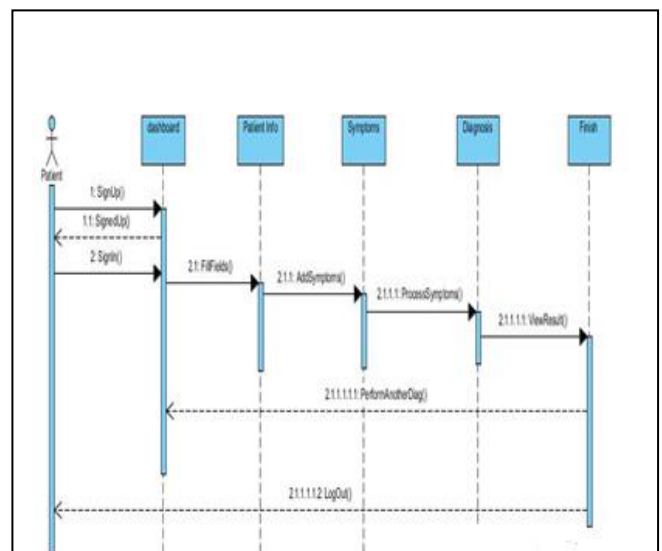 dashboard
Patient Info
Symptoms
Diagnosis
Finish
Patient
1: SignUp()
1.1: SignedUp()
2: SignIn()
2.1: FillFields()
2.1.1: AddSymptoms()
2.1.1.1: ProcessSymptoms()
2.1.1.1.1: ViewResult()
2.1.1.1.1.1: PerformAnotherDiag()
2.1.1.1.1.2: LogOut()